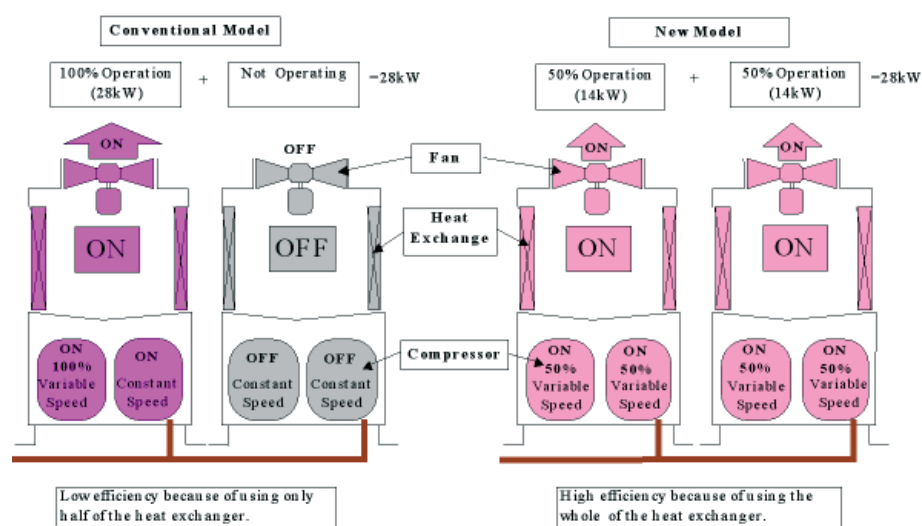 Conventional Model
New Model
100% Operation
(28kW)
+
Not Operating
=28kW
50% Operation
(14kW)
+
50% Operation
(14kW)
=28kW
ON
OFF
Fan
ON
ON
ON
OFF
Heat
Exchange
ON
ON
ON
100%
Variable
Speed
ON
Constant
Speed
OFF
Constant
Speed
OFF
Constant
Speed
Compressor
ON
50%
Variable
Speed
ON
50%
Variable
Speed
ON
50%
Variable
Speed
ON
50%
Variable
Speed
Low efficiency because of using only
half of the heat exchanger.
High efficiency because of using the
whole of the heat exchanger.